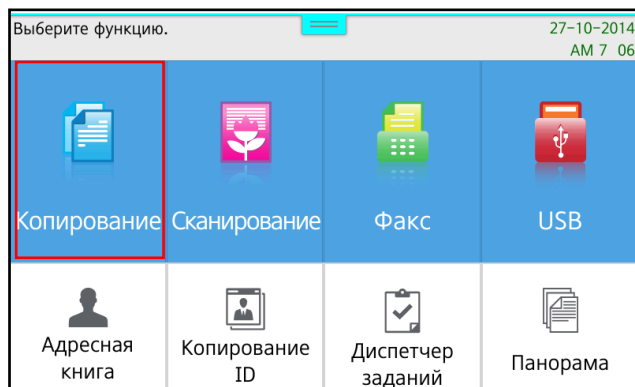 Выберите функцию.
27-10-2014
AM 7 06
Копирование
Сканирование
Факс
USB
Адресная
книга
Копирование
ID
Диспетчер
заданий
Панорама